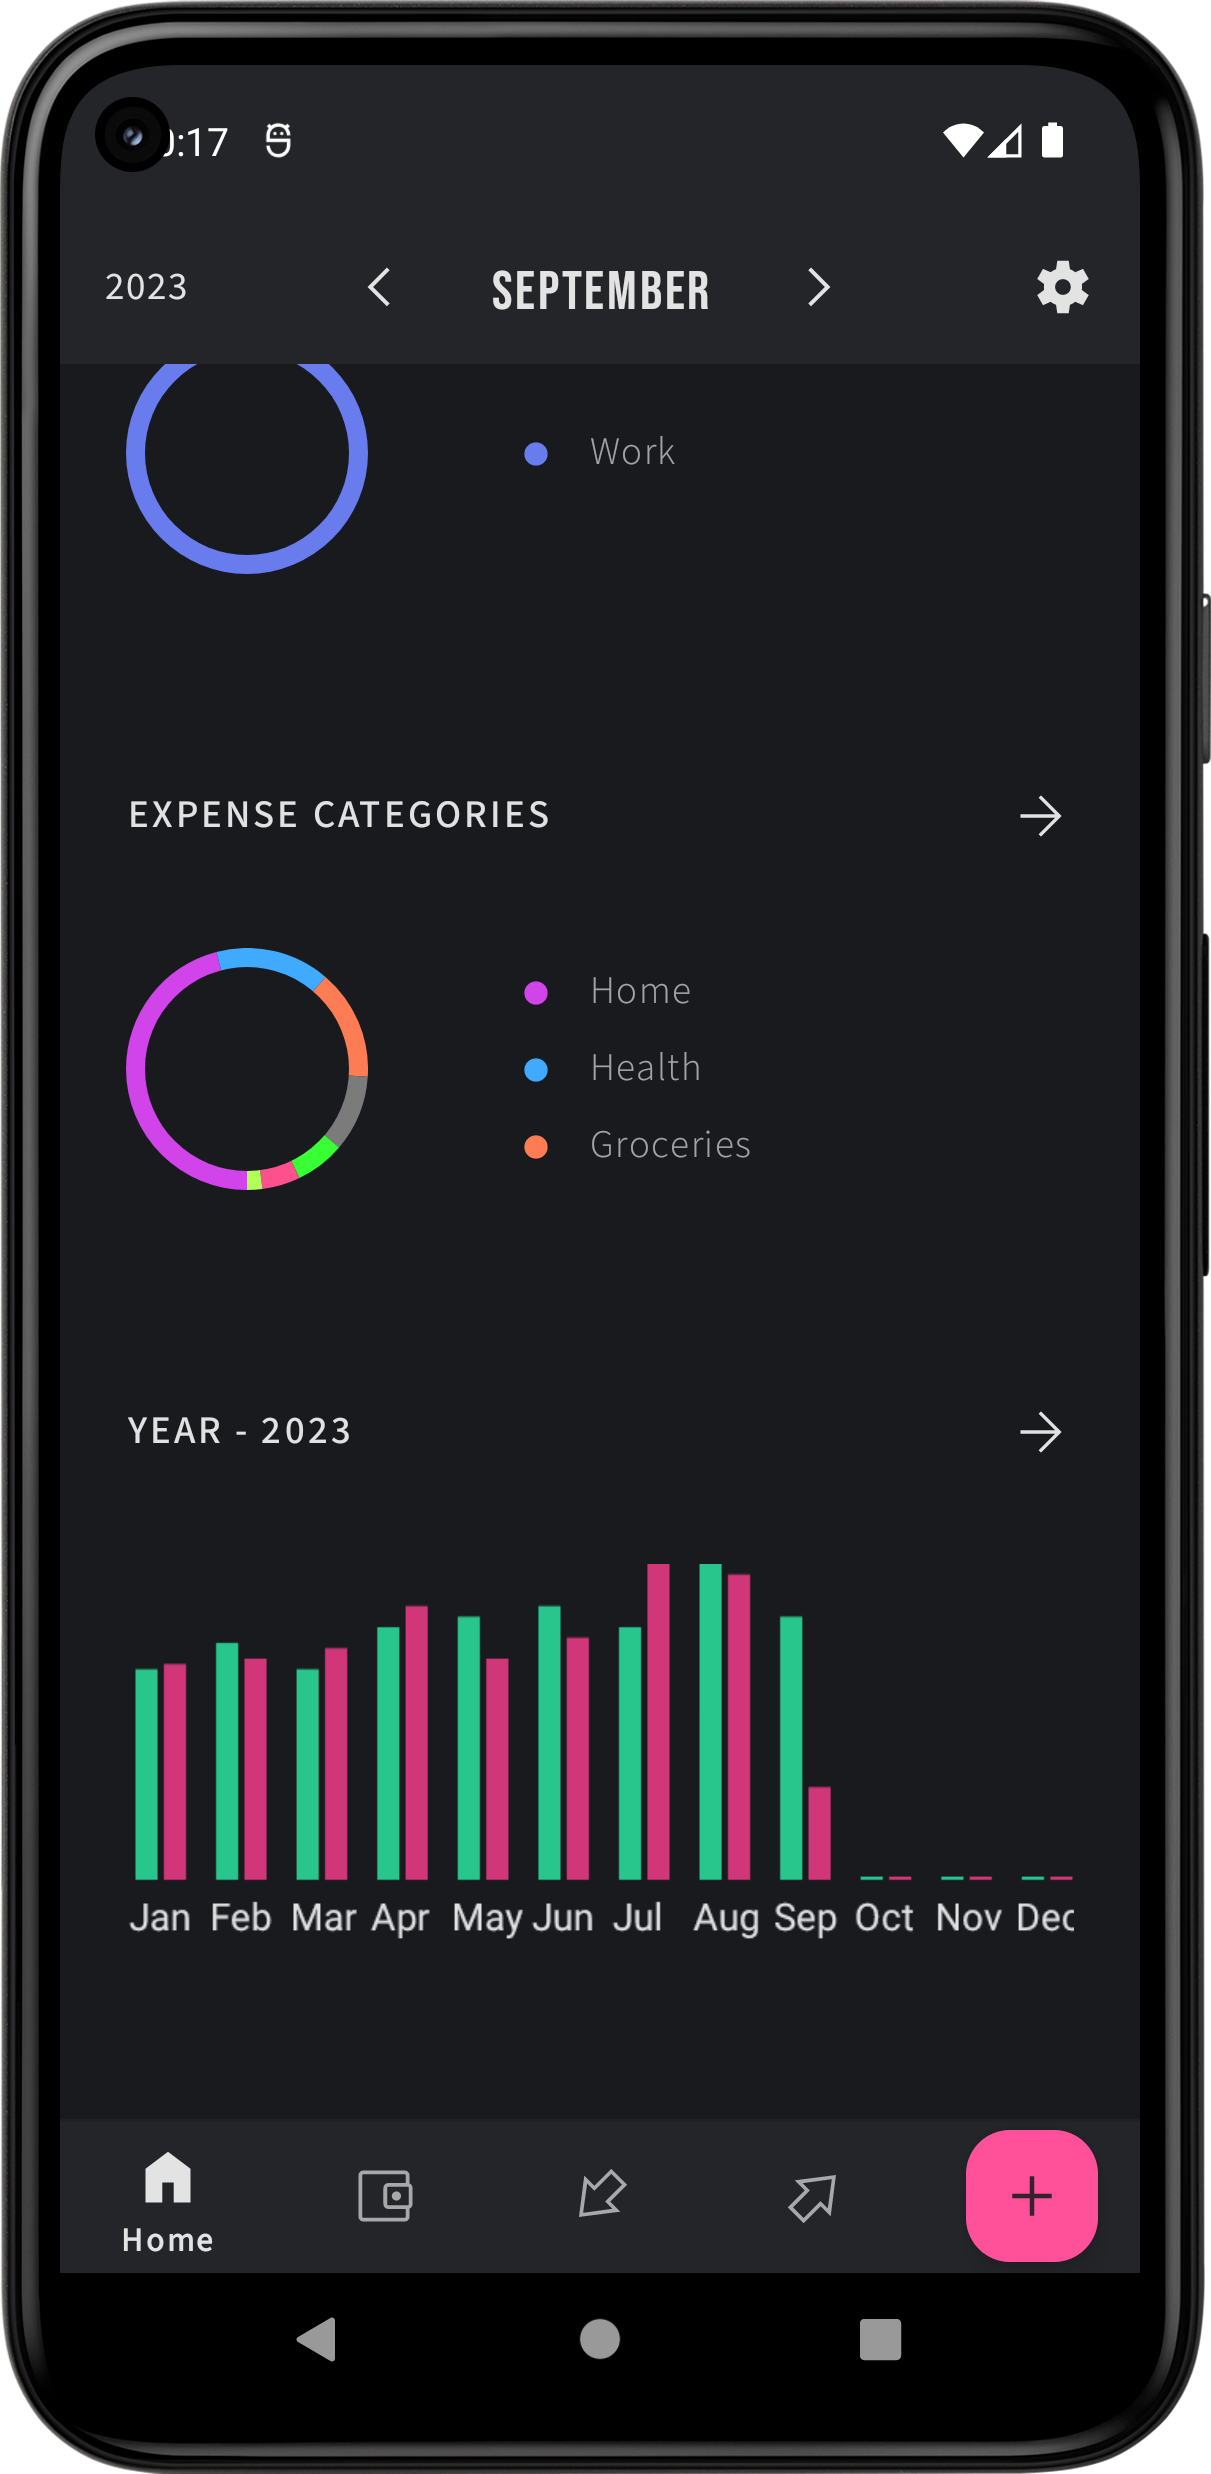 :17
2023 SEPTEMBER
Work
EXPENSE CATEGORIES
Home
Health
Groceries
YEAR - 2023
Jan Feb Mar Apr May Jun Jul Aug Sep Oct Nov Dec
Home